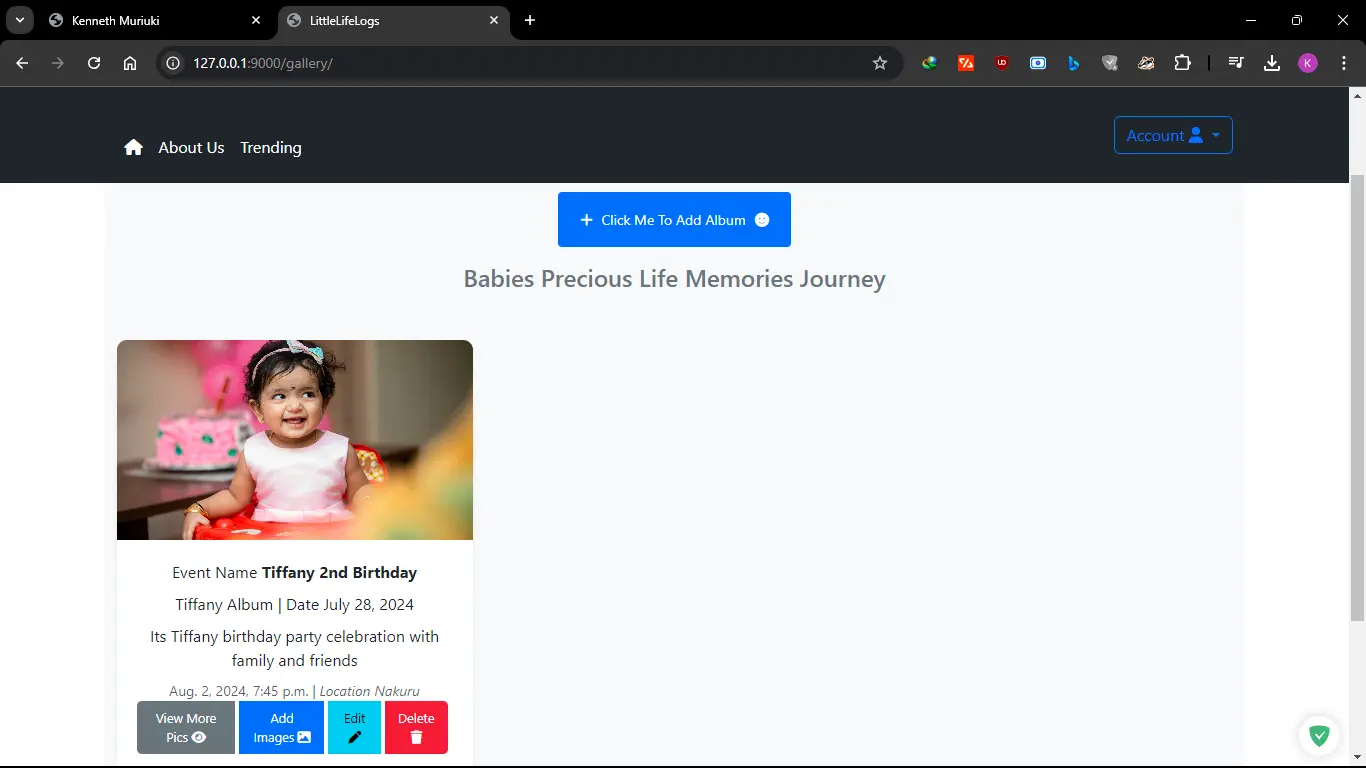 Kenneth Muriuki
LittleLifeLogs
127.0.0.1:9000/gallery/
UD
K
About Us Trending
Account
Click Me To Add Album
Babies Precious Life Memories Journey
Event Name Tiffany 2nd Birthday
Tiffany Album | Date July 28, 2024
Its Tiffany birthday party celebration with
family and friends
Aug. 2, 2024, 7:45 p.m. | Location Nakuru
View More
Pics
Add
Images
Edit
Delete